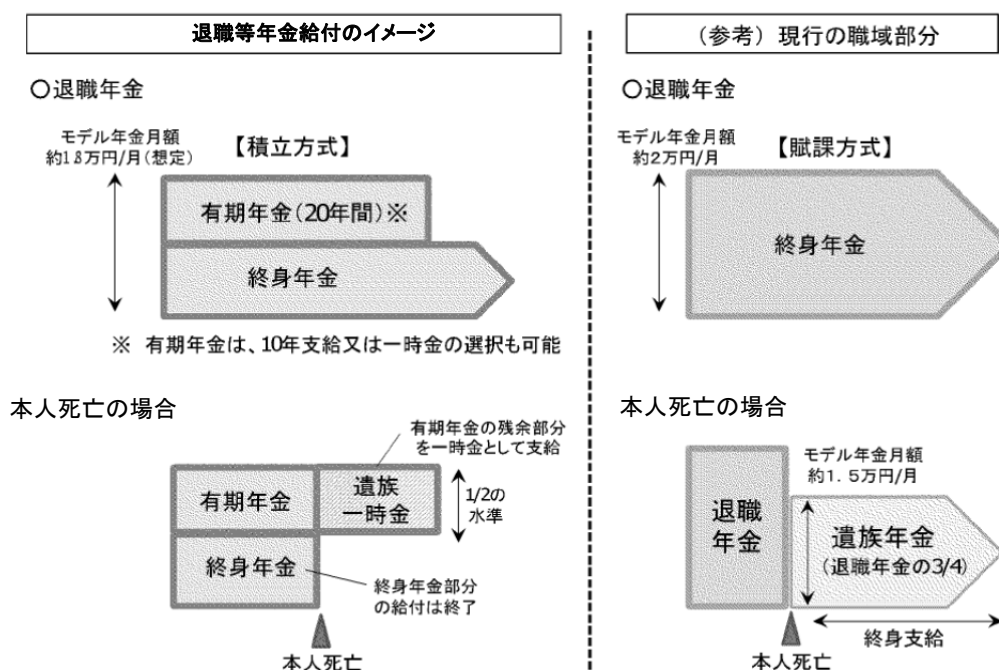 退職等年金給付のイメージ
○退職年金
モデル年金月額
約1.8万円/月(想定)
【積立方式】
有期年金(20年間)※
終身年金
※ 有期年金は、10年支給又は一時金の選択も可能
本人死亡の場合
有期年金の残余部分
を一時金として支給
有期年金
遺族
一時金
1/2の
水準
終身年金
終身年金部分
の給付は終了
本人死亡
(参考) 現行の職域部分
○退職年金
モデル年金月額
約2万円/月
【賦課方式】
終身年金
本人死亡の場合
モデル年金月額
約1.5万円/月
退職
年金
遺族年金
(退職年金の3/4)
終身支給
本人死亡